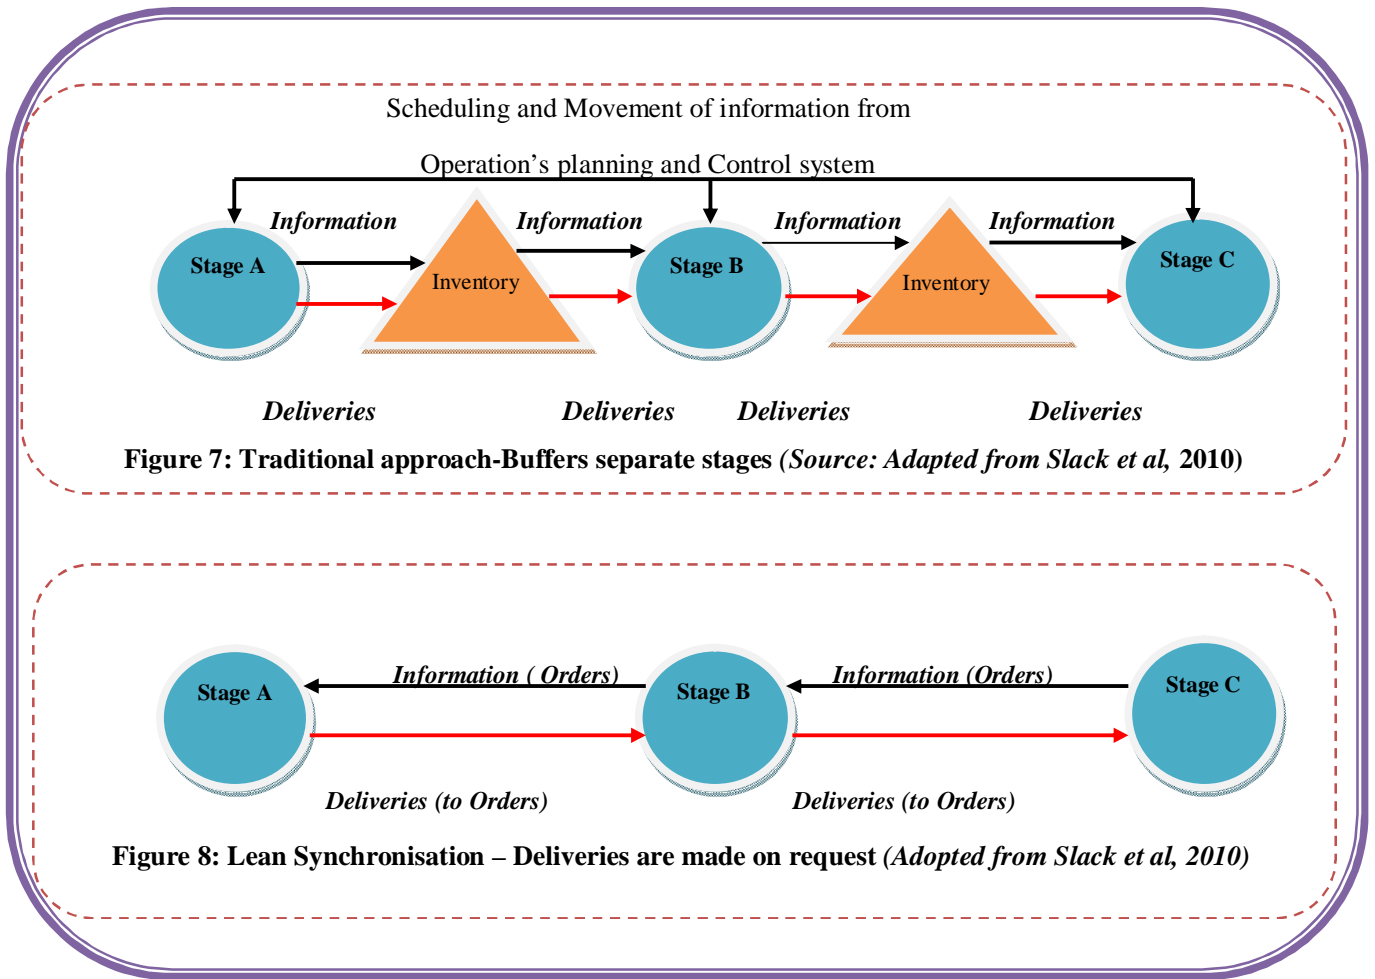 Scheduling and Movement of information from
Operation’s planning and Control system
Information
Information
Information
Information
Stage A
Inventory
Stage B
Inventory
Stage C
Deliveries
Deliveries
Deliveries
Deliveries
Figure 7: Traditional approach-Buffers separate stages (Source: Adapted from Slack et al, 2010)
Information ( Orders)
Information (Orders)
Stage A
Stage B
Stage C
Deliveries (to Orders)
Deliveries (to Orders)
Figure 8: Lean Synchronisation – Deliveries are made on request (Adopted from Slack et al, 2010)